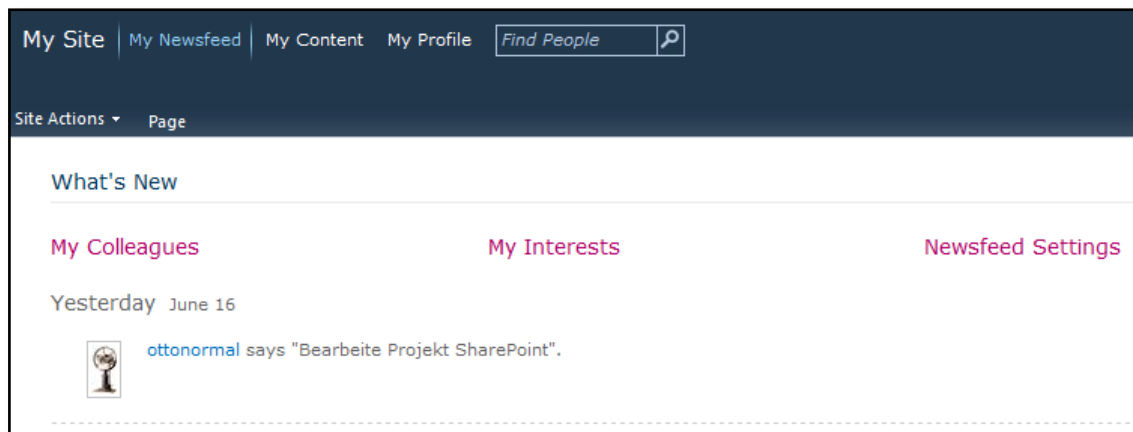 My Site My Newsfeed My Content My Profile Find People
Site Actions Page
What's New
My Colleagues My Interests Newsfeed Settings
Yesterday June 16
ottonormal says "Bearbeite Projekt SharePoint".